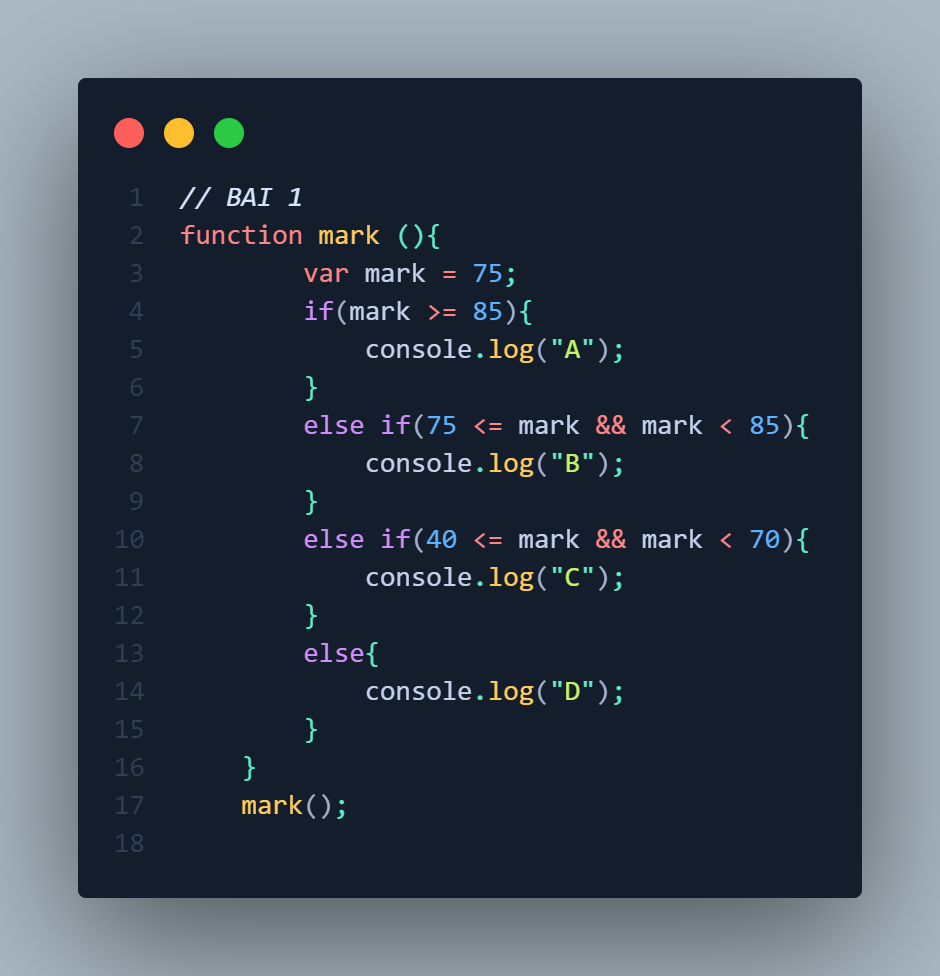 1 // BAI 1
2 function mark (){
3         var mark = 75;
4         if(mark >= 85){
5             console.log("A");
6         }
7         else if(75 <= mark && mark < 85){
8             console.log("B");
9         }
10         else if(40 <= mark && mark < 70){
11             console.log("C");
12         }
13         else{
14             console.log("D");
15         }
16     }
17     mark();
18